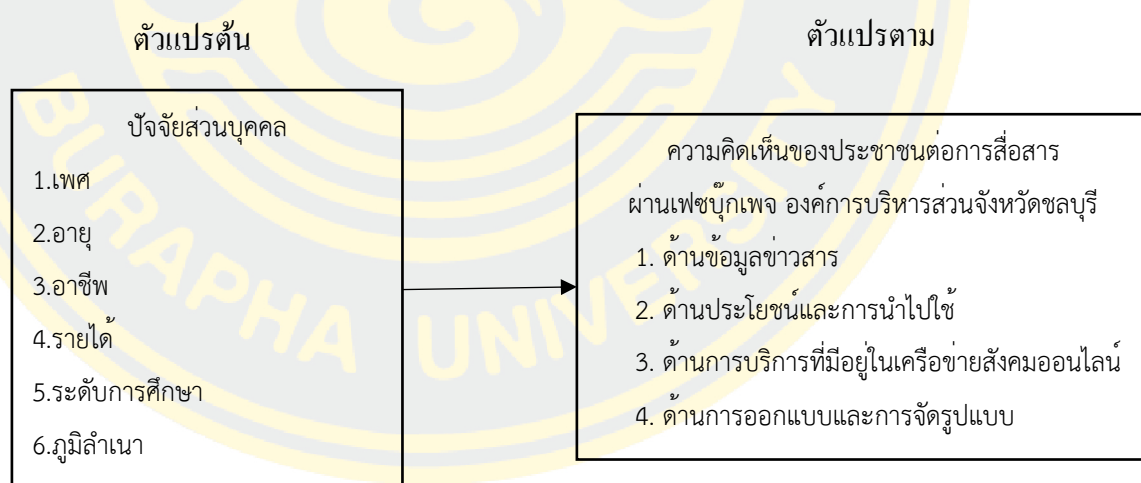 ตัวแปรต้น
ตัวแปรตาม
ปัจจัยส่วนบุคคล
1.เพศ
2.อายุ
3.อาชีพ
4.รายได้
5.ระดับการศึกษา
6.ภูมิลำเนา
ความคิดเห็นของประชาชนต่อการสื่อสาร
ผ่านเฟซบุ๊กเพจ องค์การบริหารส่วนจังหวัดชลบุรี
1. ด้านข้อมูลข่าวสาร
2. ด้านประโยชน์และการนำไปใช้
3. ด้านการบริการที่มีอยู่ในเครือข่ายสังคมออนไลน์
4. ด้านการออกแบบและการจัดรูปแบบ
BURAPHA UNIVERSITY